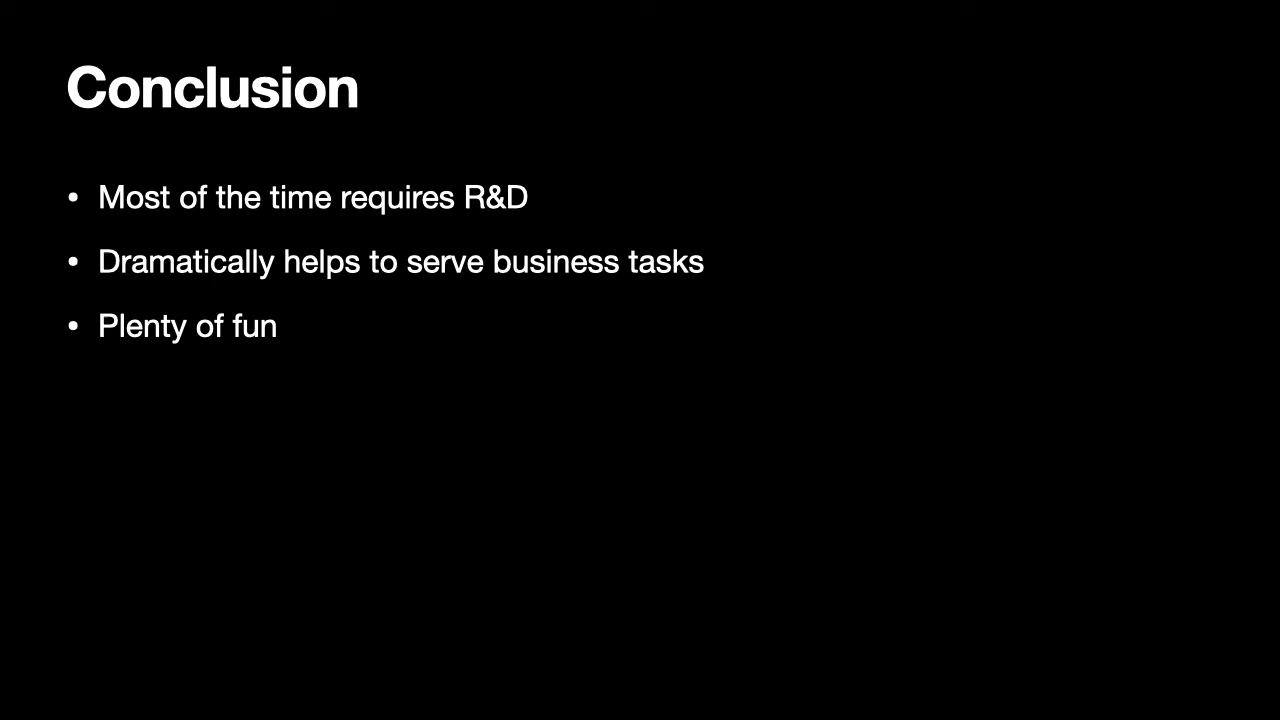 Conclusion
• Most of the time requires R&D
• Dramatically helps to serve business tasks
• Plenty of fun